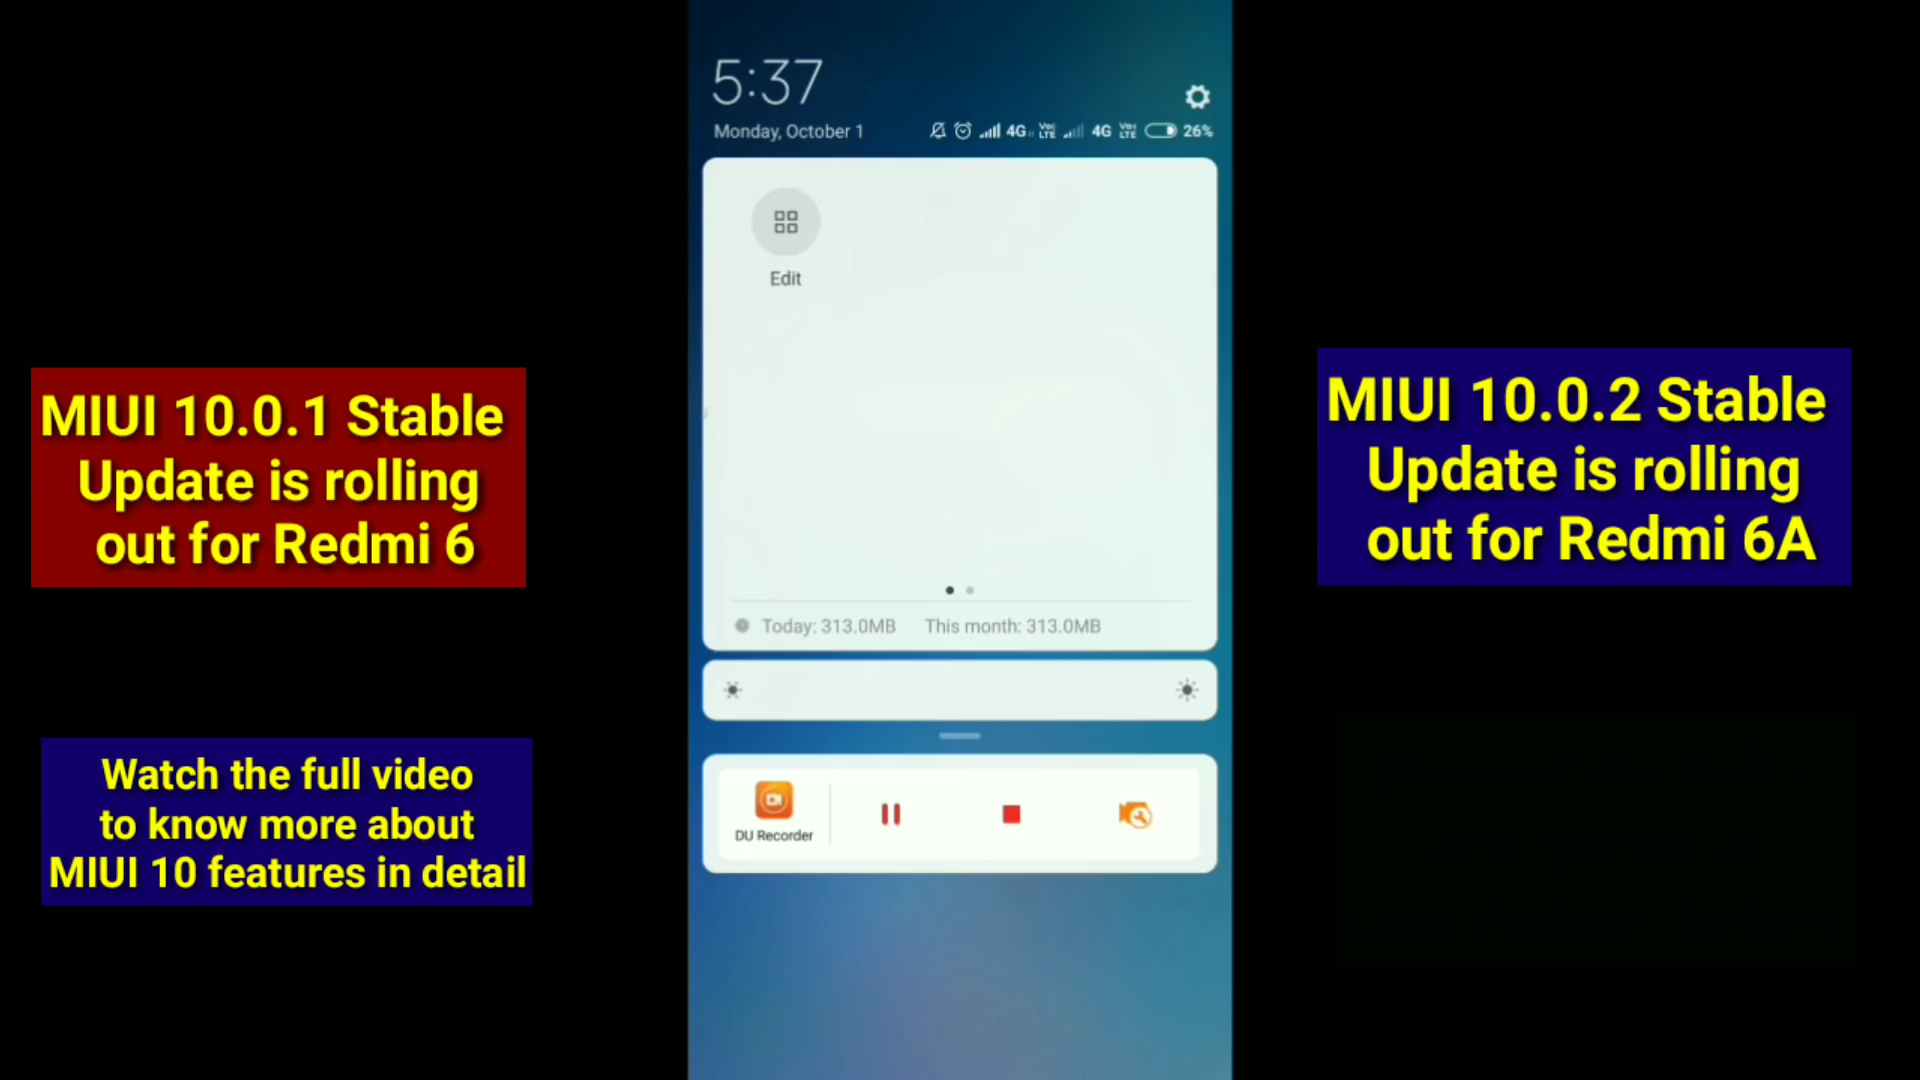 5:37
Monday, October 1
4G VoLTE 4G VoLTE 26%
Edit
MIUI 10.0.1 Stable
Update is rolling
out for Redmi 6
MIUI 10.0.2 Stable
Update is rolling
out for Redmi 6A
Today: 313.0MB This month: 313.0MB
Watch the full video
to know more about
MIUI 10 features in detail
DU Recorder